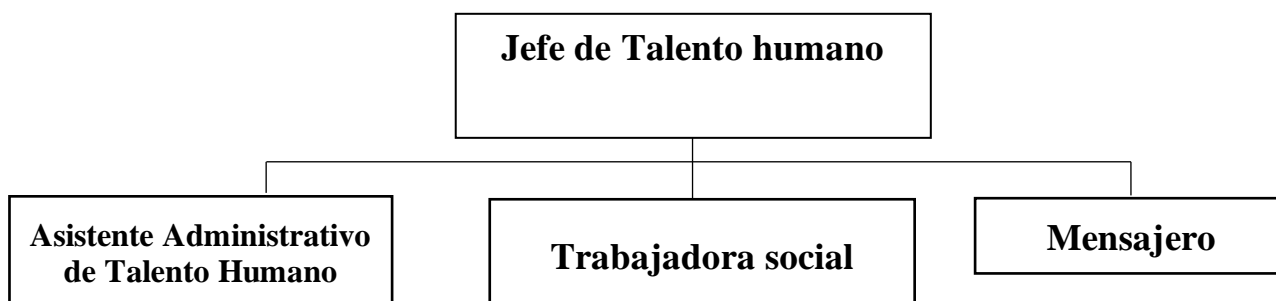 Jefe de Talento humano
Asistente Administrativo
de Talento Humano
Trabajadora social
Mensajero